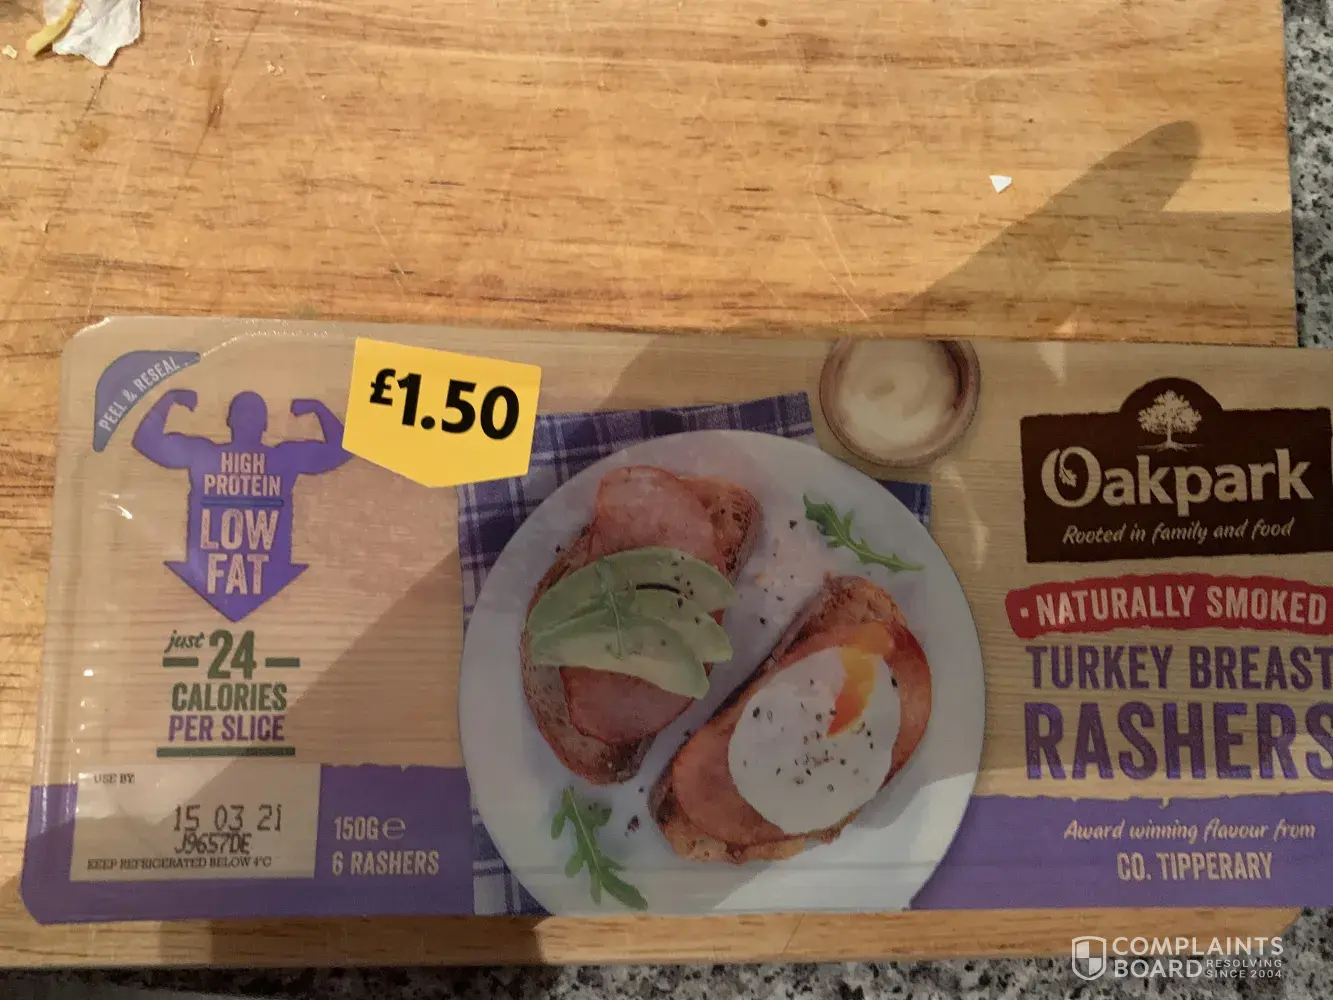 PEEL & RESEAL
HIGH
PROTEIN
LOW
FAT
just 24
CALORIES
PER SLICE
USE BY:
15 03 21
J9657DE
KEEP REFRIGERATED BELOW 4°C
150G e
6 RASHERS
£1.50
Oakpark
Rooted in family and food
• NATURALLY SMOKED
TURKEY BREAST
RASHERS
Award winning flavour from
CO. TIPPERARY
COMPLAINTS
BOARD RESOLVING
SINCE 2004